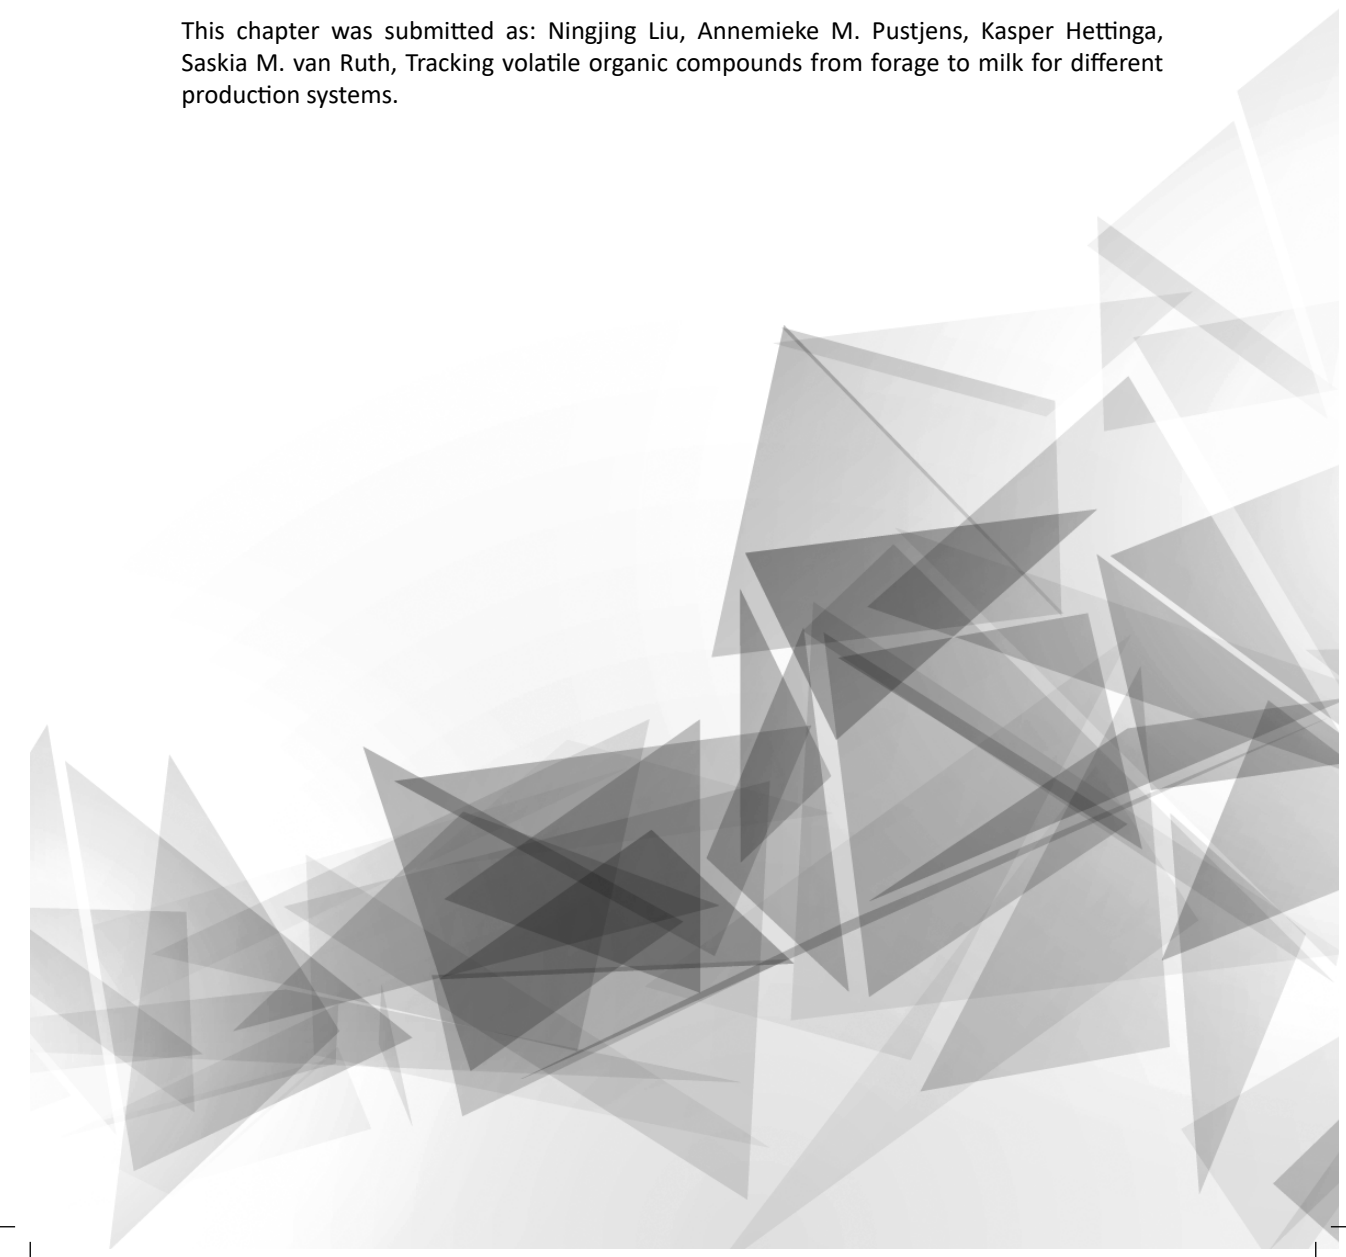 This chapter was submitted as: Ningjing Liu, Annemieke M. Pustjens, Kasper Hettinga,
Saskia M. van Ruth, Tracking volatile organic compounds from forage to milk for different
production systems.